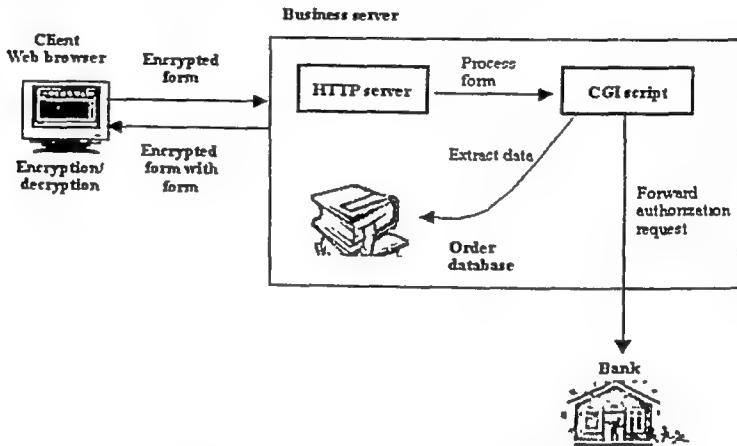 Business server
Client
Web browser
Encrypted
form
Encrypted
form with
form
Encryption/
decryption
HTTP server
Process
form
CGI script
Extract data
Order
database
Forward
authorization
request
Bank